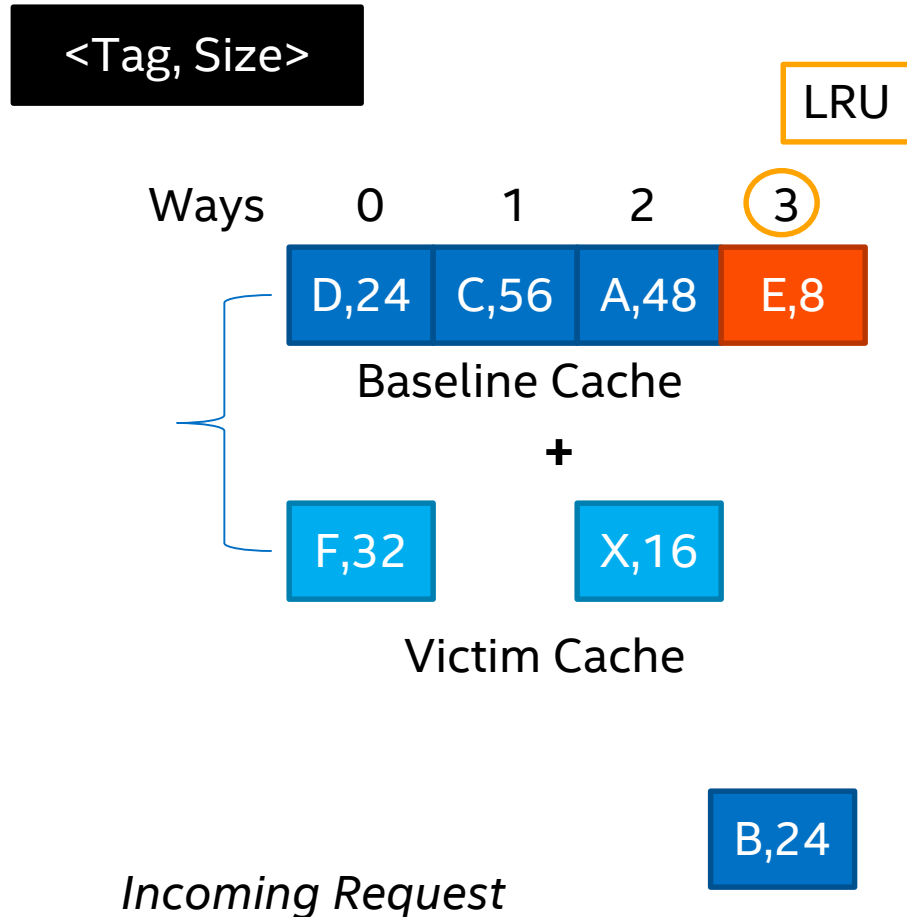 <Tag, Size>
LRU
Ways 0 1 2 3
D,24 C,56 A,48 E,8
Baseline Cache
+
F,32 X,16
Victim Cache
B,24
Incoming Request